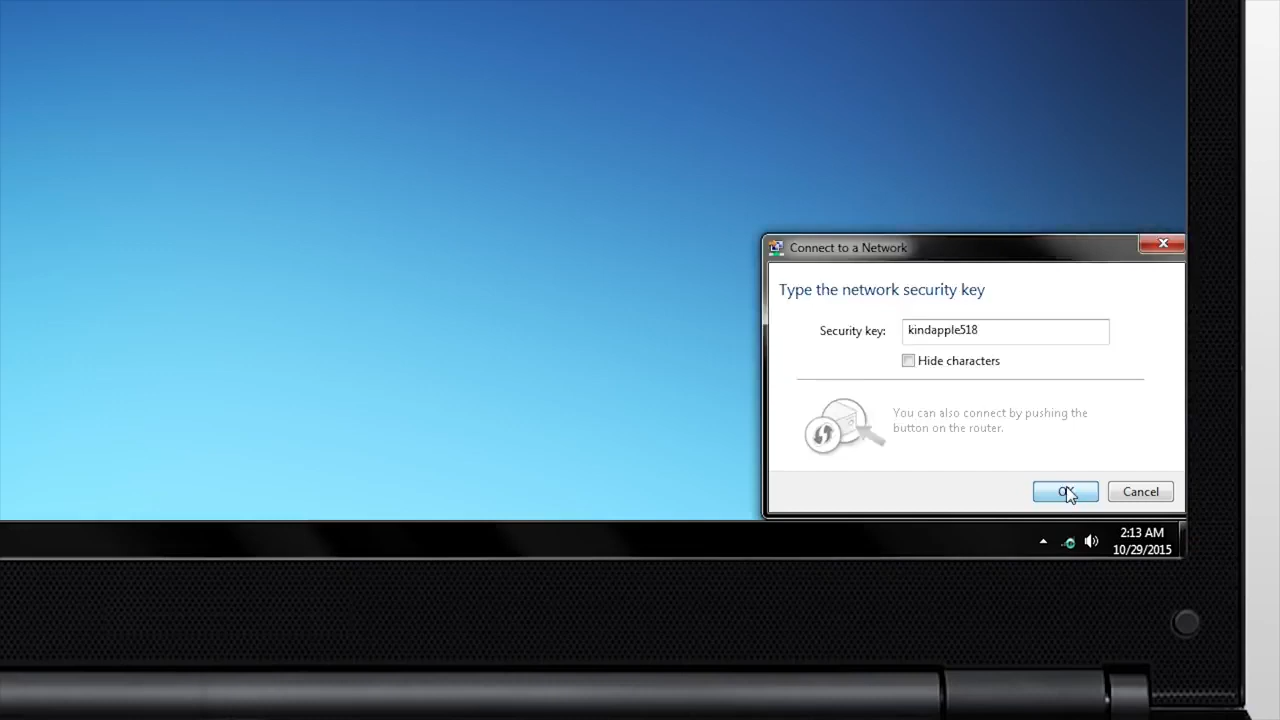 Connect to a Network
Type the network security key
Security key: kindapple518
Hide characters
You can also connect by pushing the
button on the router.
OK Cancel
2:13 AM
10/29/2015